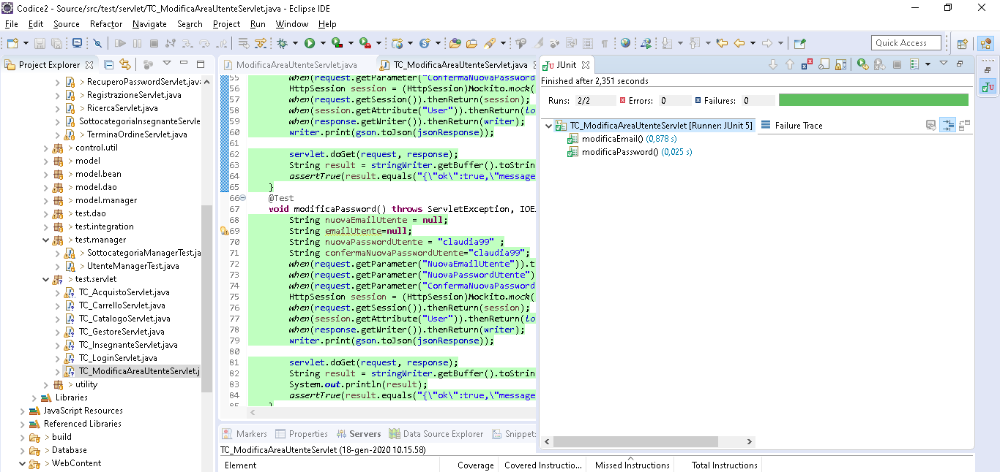 Codice2 - Source/src/test/servlet/TC_ModificaAreaUtenteServlet.java - Eclipse IDE
File Edit Source Refactor Navigate Search Project Run Window Help
Quick Access
Project Explorer
> RecuperoPasswordServlet.java
> RegistrazioneServlet.java
> RicercaServlet.java
SottocategoriaInsegnanteServle
> TerminaOrdineServlet.java
> control.util
> model
> model.bean
> model.dao
> model.manager
> test.dao
> test.integration
> test.manager
> SottocategoriaManagerTest.ja
> UtenteManagerTest.java
> test.servlet
TC_AcquistoServlet.java
TC_CarrelloServlet.java
TC_CatalogoServlet.java
TC_GestoreServlet.java
TC_InsegnanteServlet.java
TC_LoginServlet.java
TC_ModificaAreaUtenteServlet.j
> utility
Libraries
JavaScript Resources
Referenced Libraries
> build
> Database
> WebContent
ModificaAreaUtenteServlet.java
TC_ModificaAreaUtenteServlet.java
55 when(request.getParameter("ConfermaNuovaPassword
56 HttpSession session = (HttpSession)Mockito.mock(
57 when(request.getSession()).thenReturn(session);
58 when(session.getAttribute("User")).thenReturn(lo
59 when(response.getWriter()).thenReturn(writer);
60 writer.print(gson.toJson(jsonResponse));
61
62 servlet.doGet(request, response);
63 String result = stringWriter.getBuffer().toStrin
64 assertTrue(result.equals("{\"ok\":true,\"message
65 }
66 @Test
67 void modificaPassword() throws ServletException, IOE
68 String nuovaEmailUtente = null;
69 String emailUtente=null;
70 String nuovaPasswordUtente = "claudia99" ;
71 String confermaNuovaPasswordUtente="claudia99";
72 when(request.getParameter("NuovaEmailUtente")).t
73 when(request.getParameter("NuovaPasswordUtente")
74 when(request.getParameter("ConfermaNuovaPassword
75 HttpSession session = (HttpSession)Mockito.mock(
76 when(request.getSession()).thenReturn(session);
77 when(session.getAttribute("User")).thenReturn(lo
78 when(response.getWriter()).thenReturn(writer);
79 writer.print(gson.toJson(jsonResponse));
80
81 servlet.doGet(request, response);
82 String result = stringWriter.getBuffer().toStrin
83 System.out.println(result);
84 assertTrue(result.equals("{\"ok\":true,\"message
85 }
JUnit
Finished after 2,351 seconds
Runs: 2/2 Errors: 0 Failures: 0
TC_ModificaAreaUtenteServlet [Runner: JUnit 5]
modificaEmail() (0,878 s)
modificaPassword() (0,025 s)
Failure Trace
Markers Properties Servers Data Source Explorer Snippet
TC_ModificaAreaUtenteServlet (18-gen-2020 10.15.58)
Element Coverage Covered Instructio... Missed Instructions Total Instructions